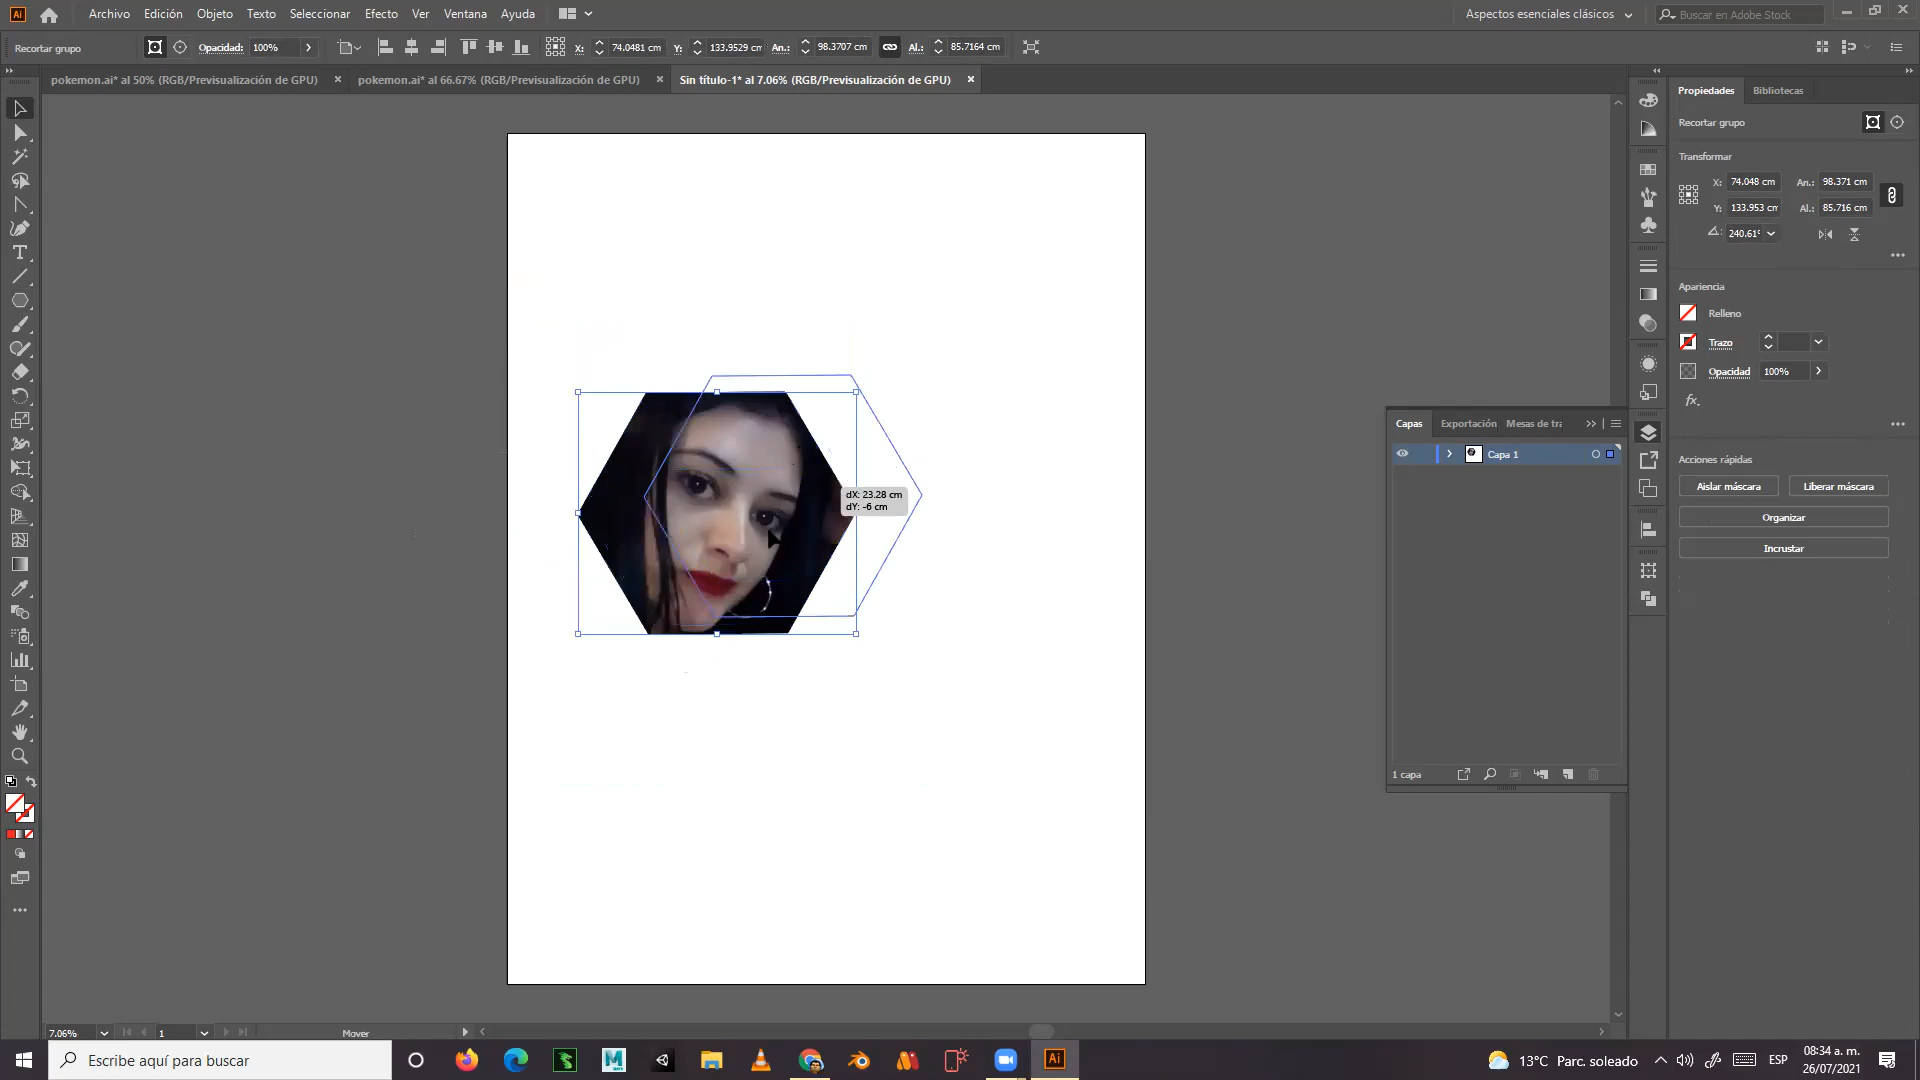 Ai Archivo Edición Objeto Texto Seleccionar Efecto Ver Ventana Ayuda Aspectos esenciales clásicos Buscar en Adobe Stock
Recortar grupo Opacidad: 100% X: 74.0481 cm Y: 133.9529 cm An.: 98.3707 cm Al.: 85.7164 cm
pokemon.ai* al 50% (RGB/Previsualización de GPU) × pokemon.ai* al 66.67% (RGB/Previsualización de GPU) × Sin título-1* al 7.06% (RGB/Previsualización de GPU) ×
Propiedades Bibliotecas
Recortar grupo
Transformar
X: 74.048 cm An.: 98.371 cm
Y: 133.953 cm Al.: 85.716 cm
240.61°
Apariencia
Relleno
Trazo
Opacidad 100%
fx.
Capas Exportación Mesas de tra
Capa 1
Acciones rápidas
Aislar máscara Liberar máscara
Organizar
Incrustar
dX: 23.28 cm
dY: -6 cm
1 capa
7.06% 1 Mover
Escribe aquí para buscar
13°C Parc. soleado ESP
08:34 a. m.
26/07/2021